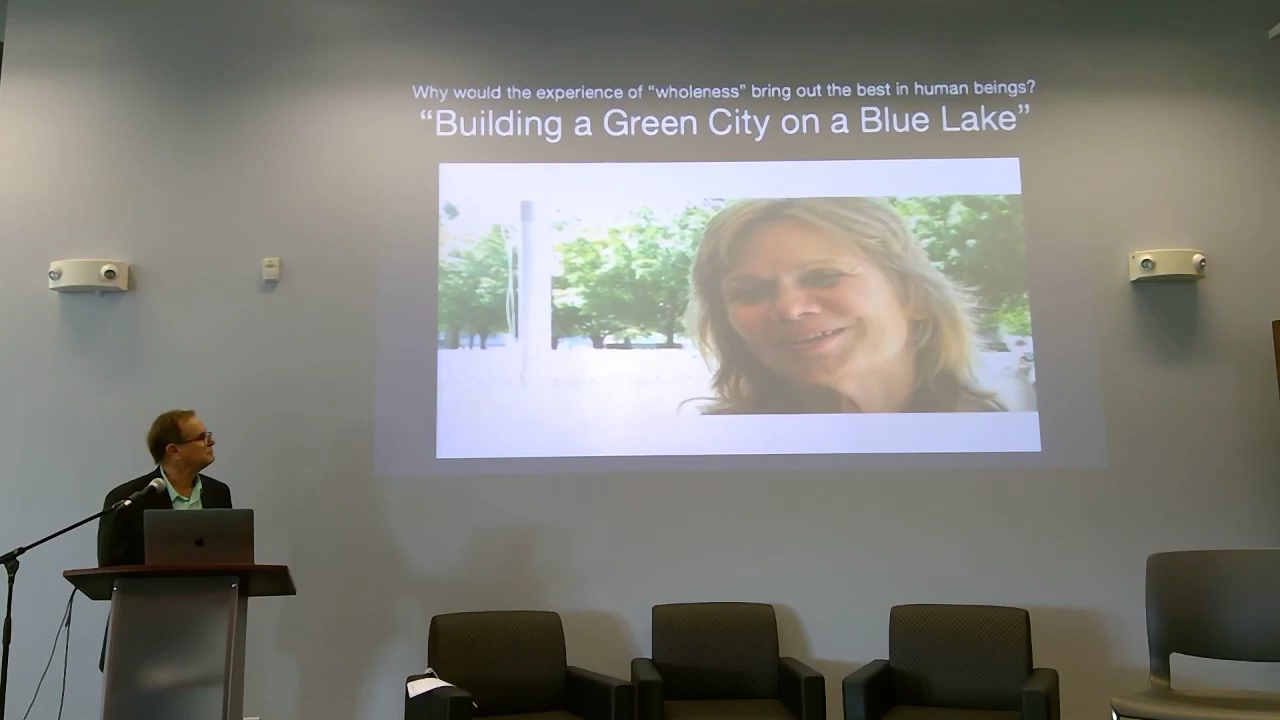 Why would the experience of “wholeness” bring out the best in human beings?
“Building a Green City on a Blue Lake”